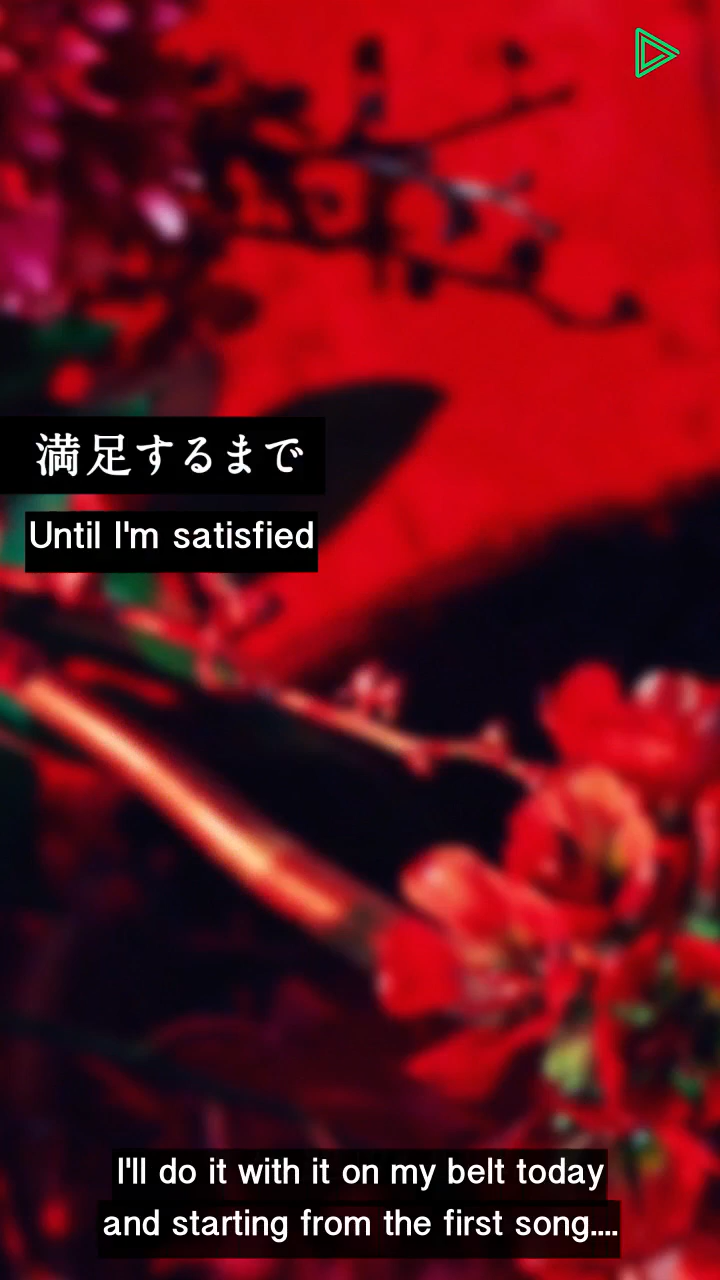 満足するまで
Until I'm satisfied
I'll do it with it on my belt today
and starting from the first song....